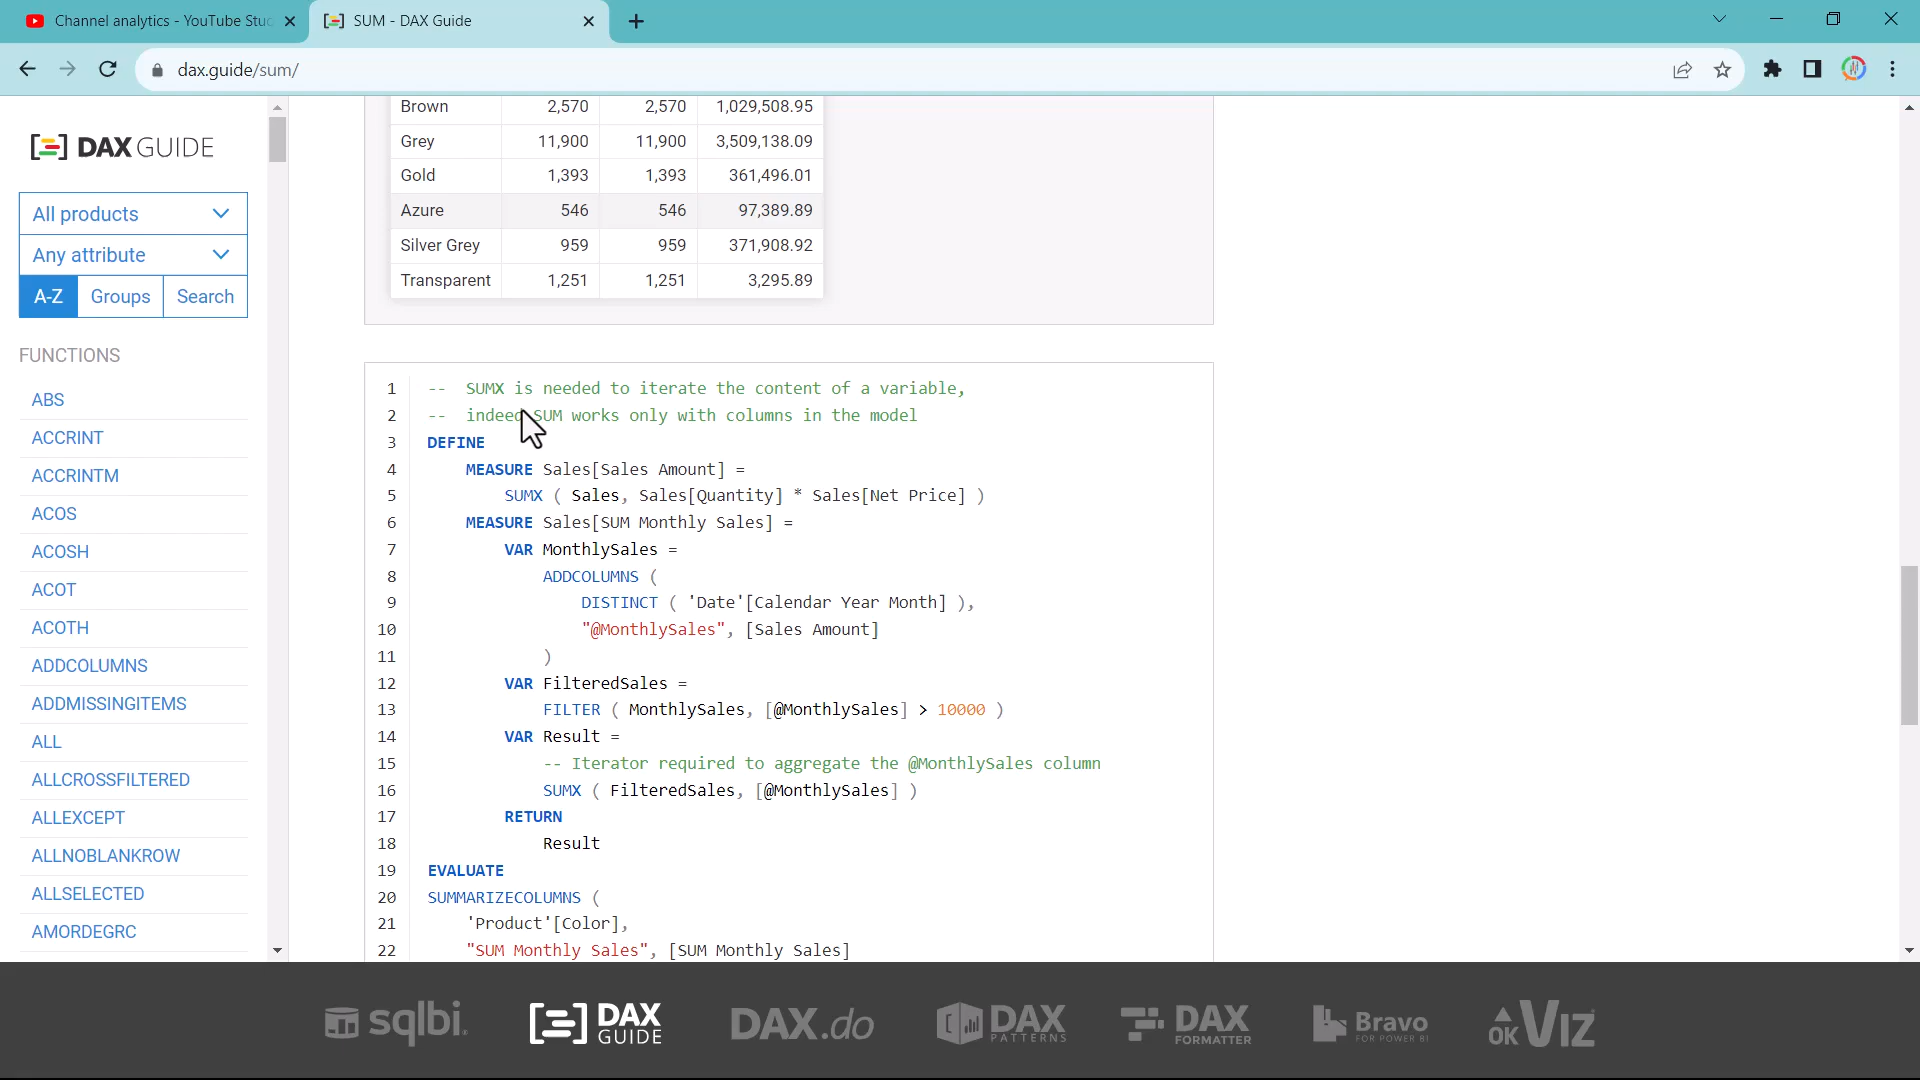 Channel analytics - YouTube Stu
SUM - DAX Guide
dax.guide/sum/
DAX GUIDE
All products
Any attribute
A-Z Groups Search
FUNCTIONS
ABS
ACCRINT
ACCRINTM
ACOS
ACOSH
ACOT
ACOTH
ADDCOLUMNS
ADDMISSINGITEMS
ALL
ALLCROSSFILTERED
ALLEXCEPT
ALLNOBLANKROW
ALLSELECTED
AMORDEGRC
Brown 2,570 2,570 1,029,508.95
Grey 11,900 11,900 3,509,138.09
Gold 1,393 1,393 361,496.01
Azure 546 546 97,389.89
Silver Grey 959 959 371,908.92
Transparent 1,251 1,251 3,295.89
1 -- SUMX is needed to iterate the content of a variable,
2 -- indeed SUM works only with columns in the model
3 DEFINE
4 MEASURE Sales[Sales Amount] =
5 SUMX ( Sales, Sales[Quantity] * Sales[Net Price] )
6 MEASURE Sales[SUM Monthly Sales] =
7 VAR MonthlySales =
8 ADDCOLUMNS (
9 DISTINCT ( 'Date'[Calendar Year Month] ),
10 "@MonthlySales", [Sales Amount]
11 )
12 VAR FilteredSales =
13 FILTER ( MonthlySales, [@MonthlySales] > 10000 )
14 VAR Result =
15 -- Iterator required to aggregate the @MonthlySales column
16 SUMX ( FilteredSales, [@MonthlySales] )
17 RETURN
18 Result
19 EVALUATE
20 SUMMARIZECOLUMNS (
21 'Product'[Color],
22 "SUM Monthly Sales", [SUM Monthly Sales]
sqlbi.
DAX GUIDE
DAX.do
DAX PATTERNS
DAX FORMATTER
Bravo FOR POWER BI
OK VIZ